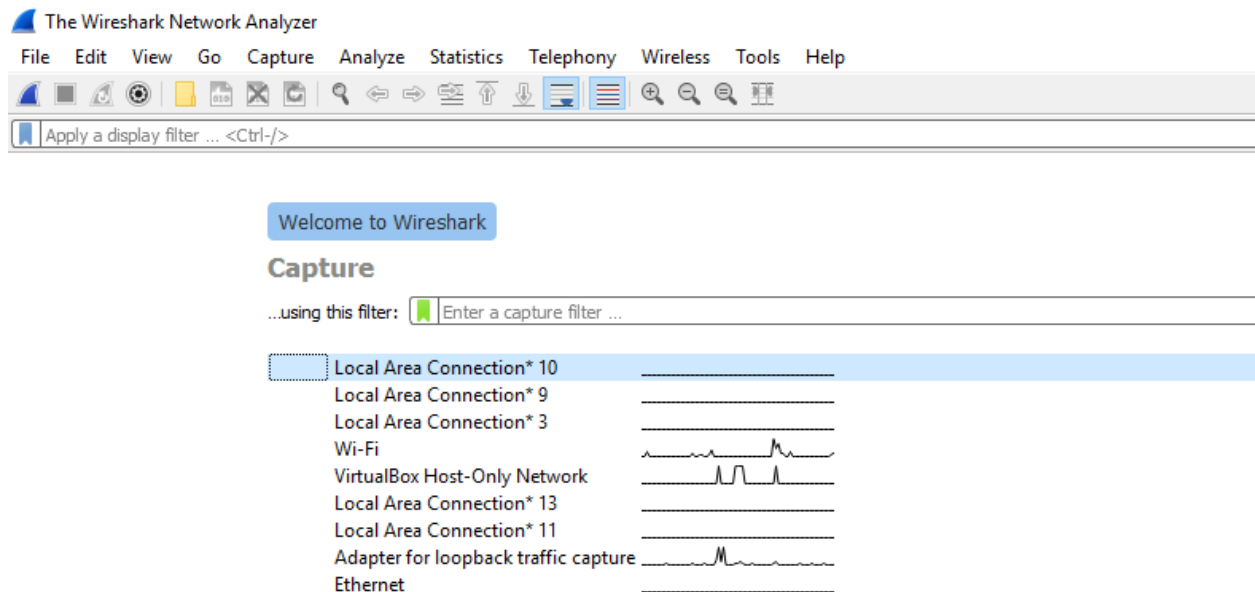 The Wireshark Network Analyzer
File Edit View Go Capture Analyze Statistics Telephony Wireless Tools Help
Apply a display filter ... <Ctrl-/>
Welcome to Wireshark
Capture
...using this filter: Enter a capture filter ...
Local Area Connection* 10
Local Area Connection* 9
Local Area Connection* 3
Wi-Fi
VirtualBox Host-Only Network
Local Area Connection* 13
Local Area Connection* 11
Adapter for loopback traffic capture
Ethernet